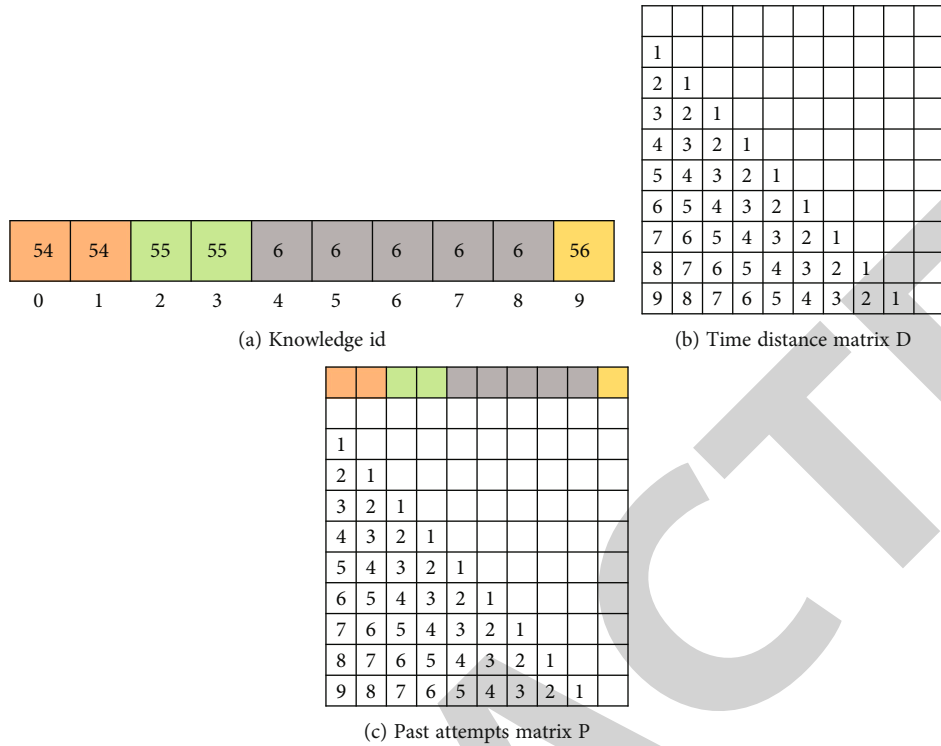 54 54 55 55 6 6 6 6 6 56
0 1 2 3 4 5 6 7 8 9
(a) Knowledge id
1
2 1
3 2 1
4 3 2 1
5 4 3 2 1
6 5 4 3 2 1
7 6 5 4 3 2 1
8 7 6 5 4 3 2 1
9 8 7 6 5 4 3 2 1
(b) Time distance matrix D
1
2 1
3 2 1
4 3 2 1
5 4 3 2 1
6 5 4 3 2 1
7 6 5 4 3 2 1
8 7 6 5 4 3 2 1
9 8 7 6 5 4 3 2 1
(c) Past attempts matrix P
ACTE